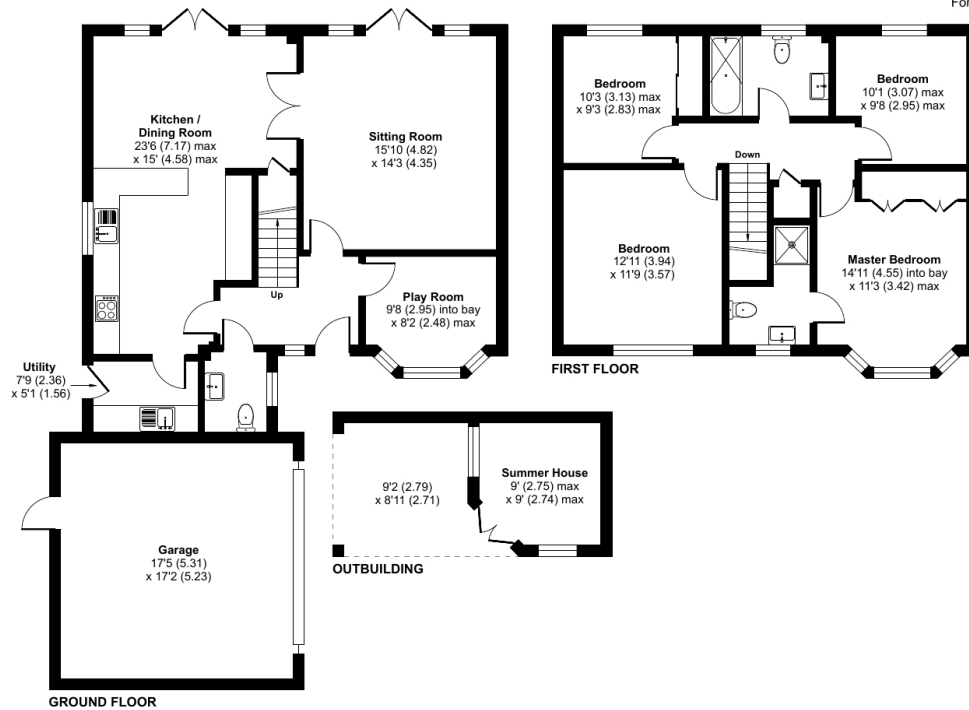 For
Kitchen /
Dining Room
23'6 (7.17) max
x 15' (4.58) max
Sitting Room
15'10 (4.82)
x 14'3 (4.35)
Up
Play Room
9'8 (2.95) into bay
x 8'2 (2.48) max
Utility
7'9 (2.36)
x 5'1 (1.56)
Garage
17'5 (5.31)
x 17'2 (5.23)
GROUND FLOOR
Bedroom
10'3 (3.13) max
x 9'3 (2.83) max
Bedroom
10'1 (3.07) max
x 9'8 (2.95) max
Down
Bedroom
12'11 (3.94)
x 11'9 (3.57)
Master Bedroom
14'11 (4.55) into bay
x 11'3 (3.42) max
FIRST FLOOR
9'2 (2.79)
x 8'11 (2.71)
Summer House
9' (2.75) max
x 9' (2.74) max
OUTBUILDING